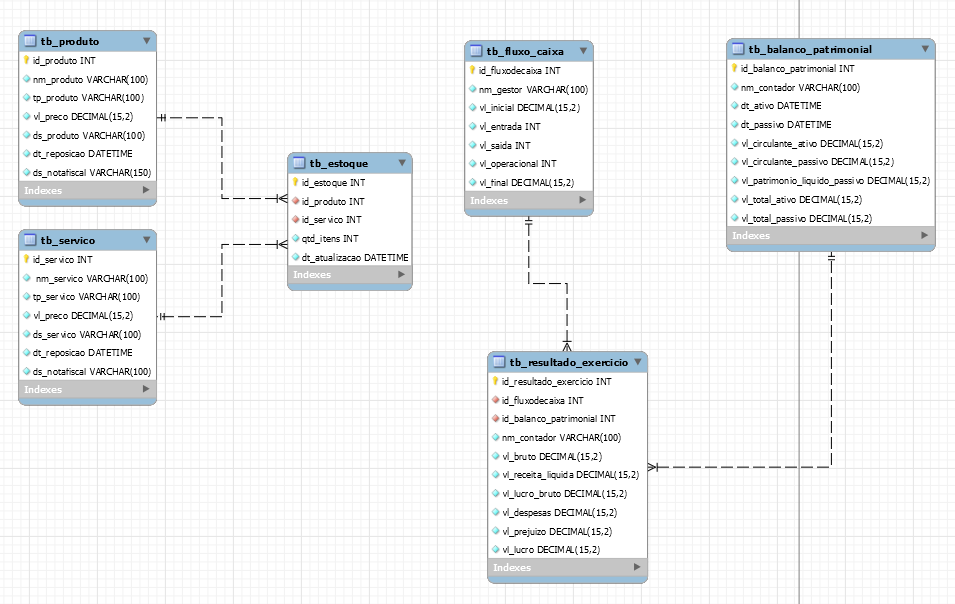 tb_produto
id_produto INT
nm_produto VARCHAR(100)
tp_produto VARCHAR(100)
vl_preco DECIMAL(15,2)
ds_produto VARCHAR(100)
dt_reposicao DATETIME
ds_notafiscal VARCHAR(150)
Indexes
tb_servico
id_servico INT
nm_servico VARCHAR(100)
tp_servico VARCHAR(100)
vl_preco DECIMAL(15,2)
ds_servico VARCHAR(100)
dt_reposicao DATETIME
ds_notafiscal VARCHAR(100)
Indexes
tb_estoque
id_estoque INT
id_produto INT
id_servico INT
qtd_itens INT
dt_atualizacao DATETIME
Indexes
tb_fluxo_caixa
id_fluxodecaixa INT
nm_gestor VARCHAR(100)
vl_inicial DECIMAL(15,2)
vl_entrada INT
vl_saida INT
vl_operacional INT
vl_final DECIMAL(15,2)
Indexes
tb_balanco_patrimonial
id_balanco_patrimonial INT
nm_contador VARCHAR(100)
dt_ativo DATETIME
dt_passivo DATETIME
vl_circulante_ativo DECIMAL(15,2)
vl_circulante_passivo DECIMAL(15,2)
vl_patrimonio_liquido_passivo DECIMAL(15,2)
vl_total_ativo DECIMAL(15,2)
vl_total_passivo DECIMAL(15,2)
Indexes
tb_resultado_exercicio
id_resultado_exercicio INT
id_fluxodecaixa INT
id_balanco_patrimonial INT
nm_contador VARCHAR(100)
vl_bruto DECIMAL(15,2)
vl_receita_liquida DECIMAL(15,2)
vl_lucro_bruto DECIMAL(15,2)
vl_despesas DECIMAL(15,2)
vl_prejuizo DECIMAL(15,2)
vl_lucro DECIMAL(15,2)
Indexes